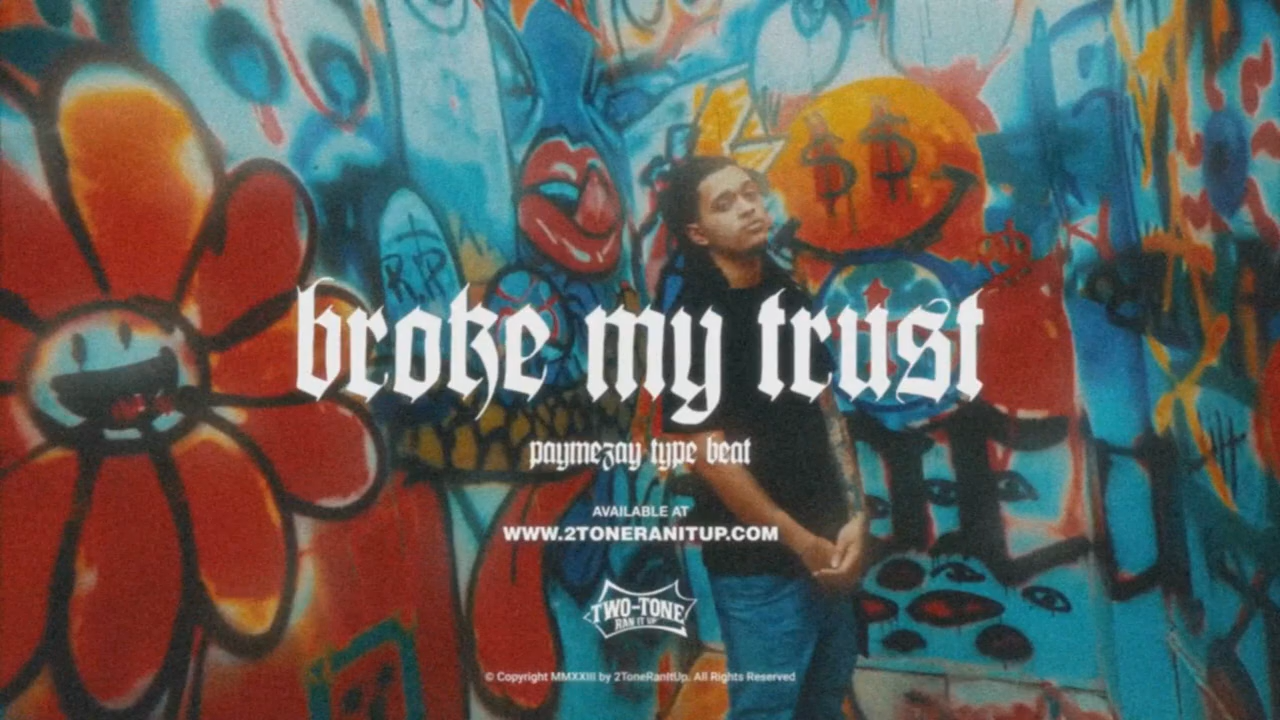 $$
R.I.P
broke my trust
paymezay type beat
AVAILABLE AT
WWW.2TONERANITUP.COM
TWO-TONE
RAN IT UP
© Copyright MMXXIII by 2ToneRanItUp. All Rights Reserved